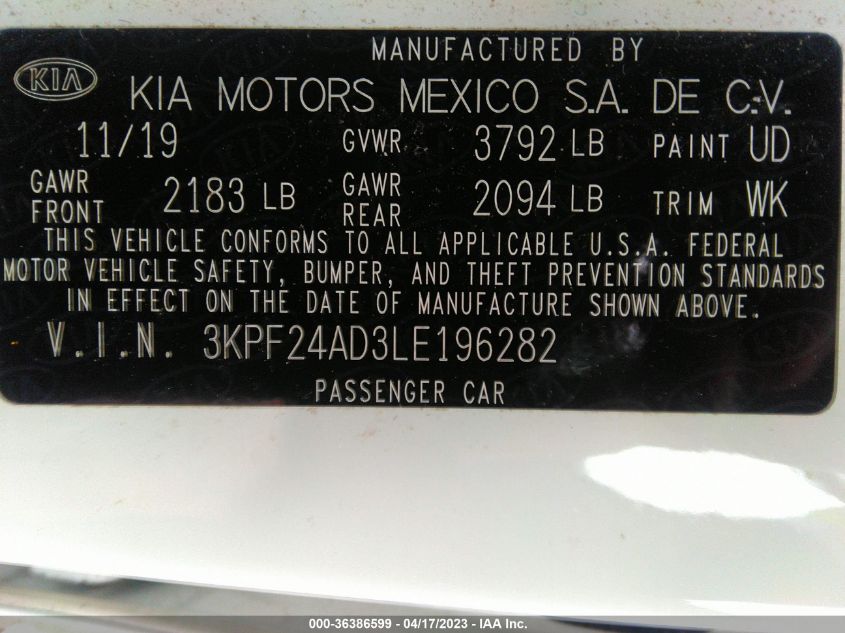 MANUFACTURED BY
KIA KIA MOTORS MEXICO S.A. DE C.V.
11/19 GVWR 3792 LB PAINT UD
GAWR FRONT 2183 LB GAWR REAR 2094 LB TRIM WK
THIS VEHICLE CONFORMS TO ALL APPLICABLE U.S.A. FEDERAL
MOTOR VEHICLE SAFETY, BUMPER, AND THEFT PREVENTION STANDARDS
IN EFFECT ON THE DATE OF MANUFACTURE SHOWN ABOVE.
V.I.N. 3KPF24AD3LE196282
PASSENGER CAR
000-36386599 - 04/17/2023 - IAA Inc.